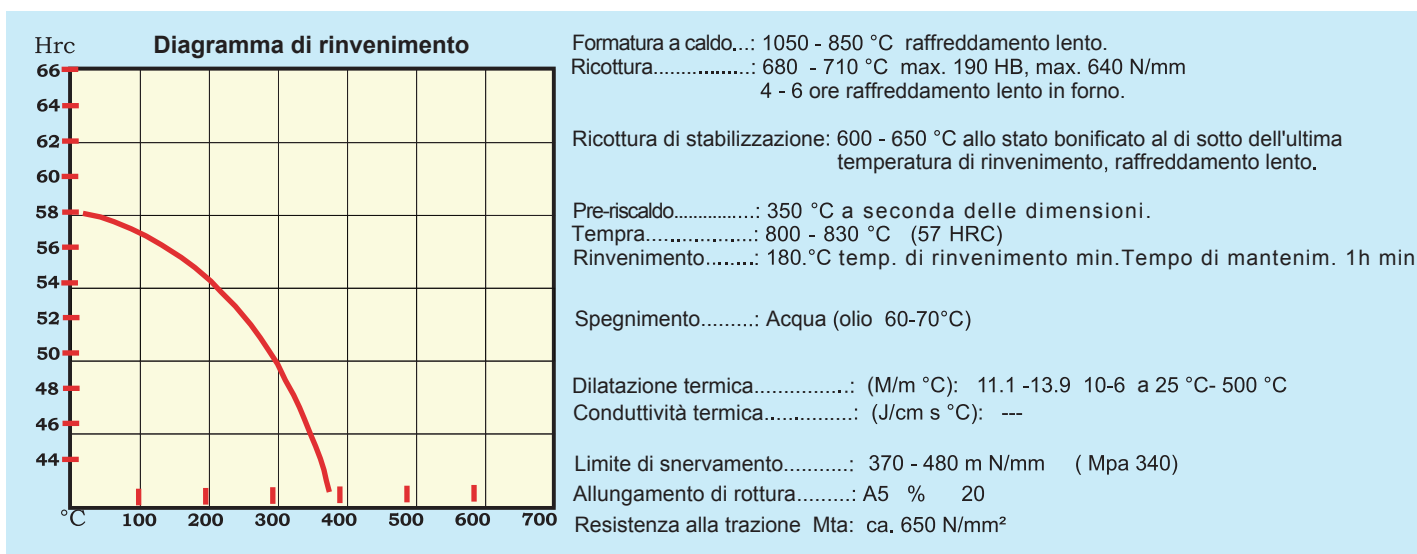 Hrc
Diagramma di rinvenimento
66
64
62
60
58
56
54
52
50
48
46
44
°C 100 200 300 400 500 600 700
Formatura a caldo...: 1050 - 850 °C raffreddamento lento.
Ricottura.................: 680 - 710 °C max. 190 HB, max. 640 N/mm
4 - 6 ore raffreddamento lento in forno.
Ricottura di stabilizzazione: 600 - 650 °C allo stato bonificato al di sotto dell'ultima
temperatura di rinvenimento, raffreddamento lento.
Pre-riscaldo................: 350 °C a seconda delle dimensioni.
Tempra....................: 800 - 830 °C (57 HRC)
Rinvenimento........: 180.°C temp. di rinvenimento min.Tempo di mantenim. 1h min
Spegnimento.........: Acqua (olio 60-70°C)
Dilatazione termica................: (M/m °C): 11.1 -13.9 10-6 a 25 °C- 500 °C
Conduttività termica...............: (J/cm s °C): ---
Limite di snervamento...........: 370 - 480 m N/mm ( Mpa 340)
Allungamento di rottura.........: A5 % 20
Resistenza alla trazione Mta: ca. 650 N/mm²